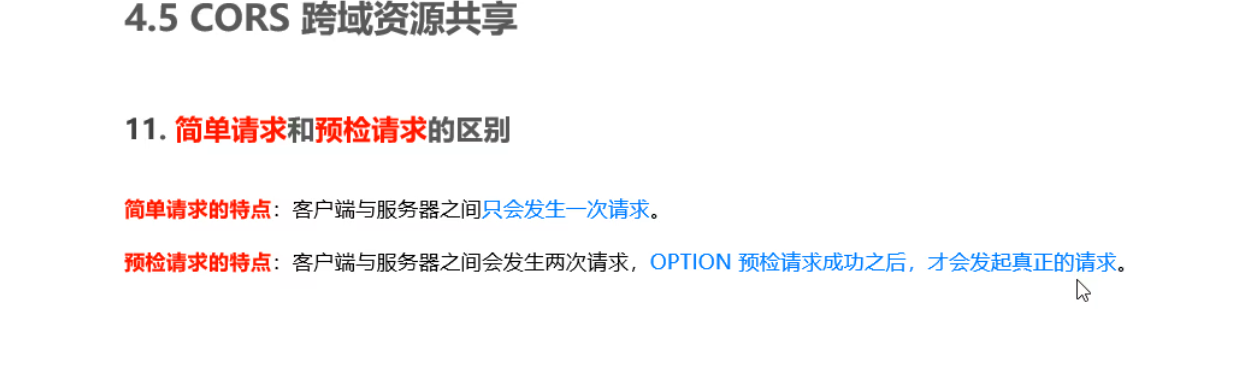 4.5 CORS 跨域资源共享
11. 简单请求和预检请求的区别
简单请求的特点：客户端与服务器之间只会发生一次请求。
预检请求的特点：客户端与服务器之间会发生两次请求，OPTION 预检请求成功之后，才会发起真正的请求。